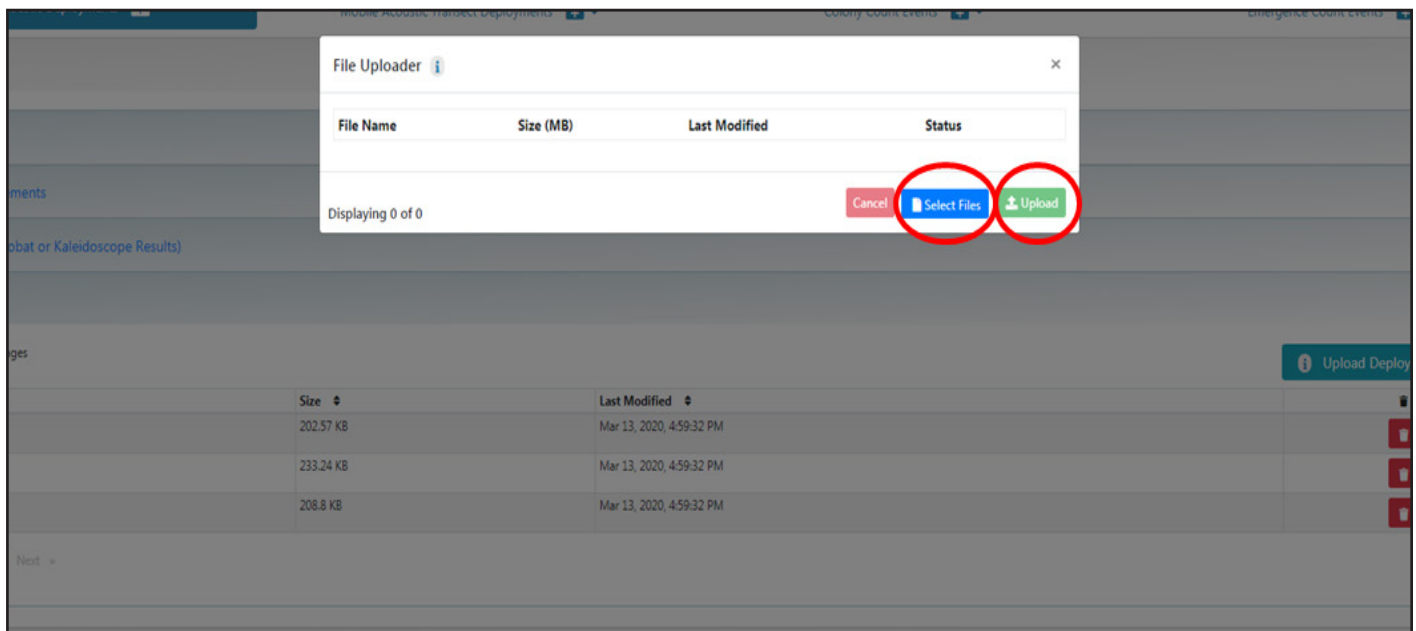 Mobile Acoustic Transect Deployments
Colony Count Events
Emergence Count Events
File Uploader
File Name Size (MB) Last Modified Status
ments
Cancel Select Files Upload
Displaying 0 of 0
obat or Kaleidoscope Results)
ges
Upload Deploy
Size Last Modified
202.57 KB Mar 13, 2020, 4:59:32 PM
233.24 KB Mar 13, 2020, 4:59:32 PM
208.8 KB Mar 13, 2020, 4:59:32 PM
Next »